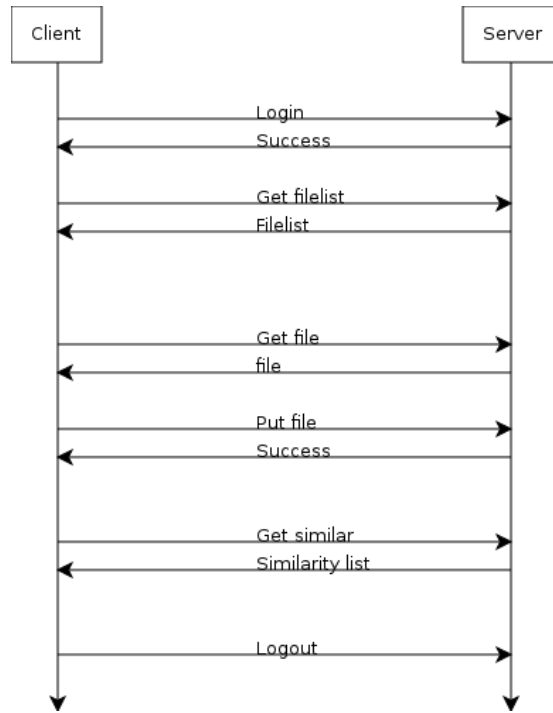 Client
Server
Login
Success
Get filelist
Filelist
Get file
file
Put file
Success
Get similar
Similarity list
Logout